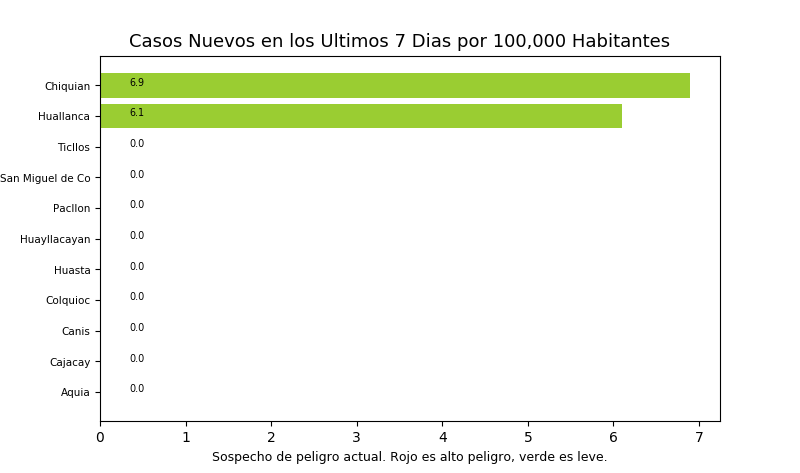 Casos Nuevos en los Ultimos 7 Dias por 100,000 Habitantes
Chiquian 6.9
Huallanca 6.1
Ticllos 0.0
San Miguel de Co 0.0
Pacllon 0.0
Huayllacayan 0.0
Huasta 0.0
Colquioc 0.0
Canis 0.0
Cajacay 0.0
Aquia 0.0
0 1 2 3 4 5 6 7
Sospecho de peligro actual. Rojo es alto peligro, verde es leve.